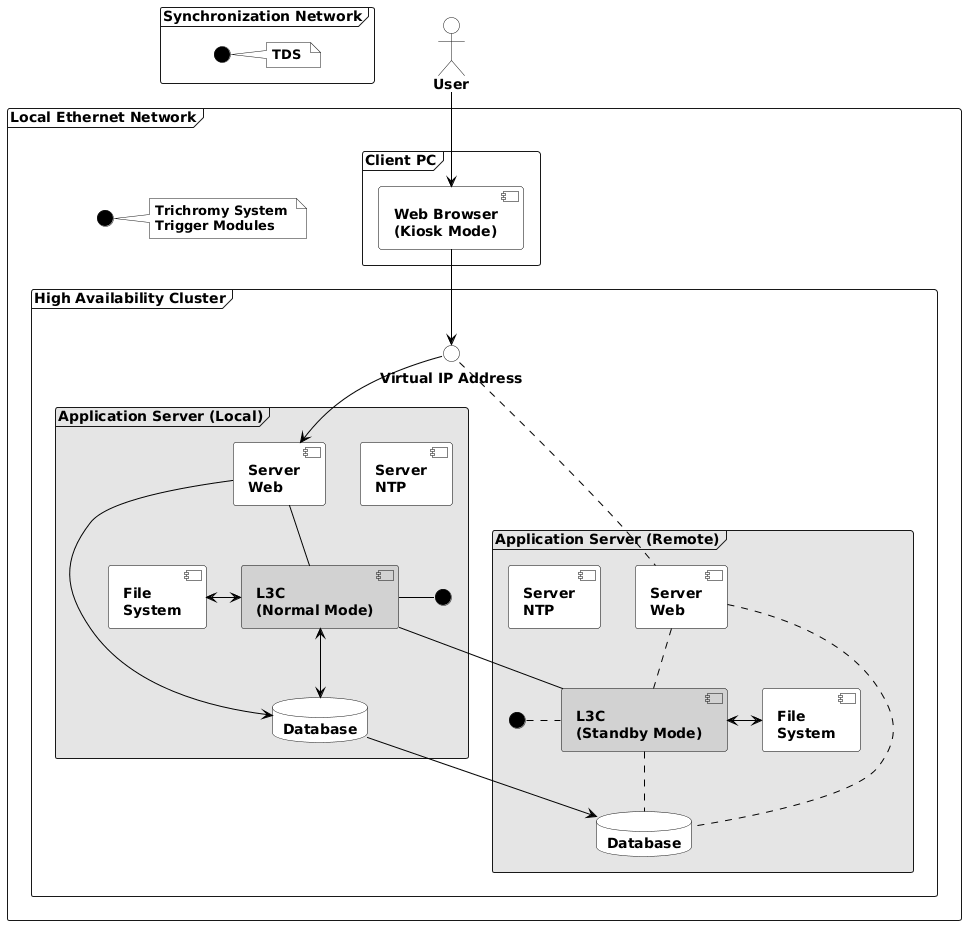 Synchronization Network
TDS
User
Local Ethernet Network
Client PC
Web Browser
(Kiosk Mode)
Trichromy System
Trigger Modules
High Availability Cluster
Virtual IP Address
Application Server (Local)
Server
Web
Server
NTP
File
System
L3C
(Normal Mode)
Database
Application Server (Remote)
Server
NTP
Server
Web
L3C
(Standby Mode)
File
System
Database